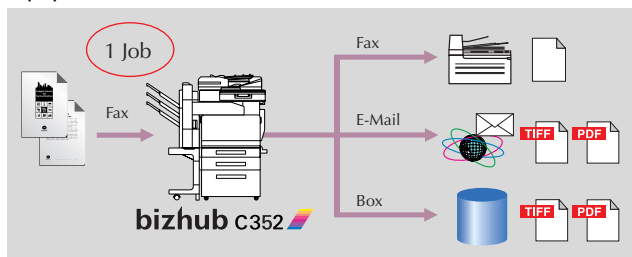 1 Job
Fax
bizhub C352
Fax
E-Mail
TIFF PDF
Box
TIFF PDF